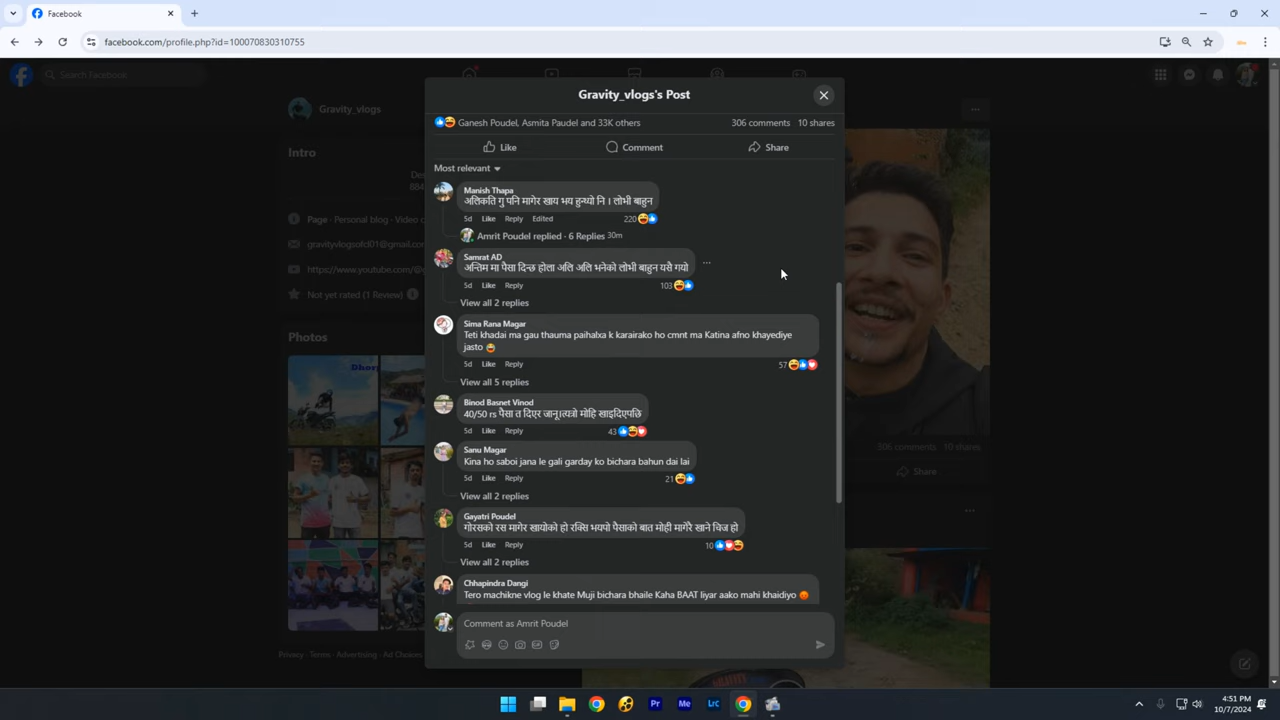 Facebook
facebook.com/profile.php?id=100070830310755
Search Facebook
Gravity_vlogs
Gravity_vlogs's Post
Ganesh Poudel, Asmita Paudel and 33K others
306 comments 10 shares
Like Comment Share
Most relevant
Intro
Page · Personal blog · Video c
gravityvlogsofcl01@gmail.com
https://www.youtube.com/@
Not yet rated (1 Review)
Photos
Manish Thapa
अलिकति गु पनि मागेर खाय भय हुन्थ्यो नि । लोभी बाहुन
5d Like Reply Edited 220
Amrit Poudel replied · 6 Replies 30m
Samrat AD
अन्तिम मा पैसा दिन्छ होला अलि अलि भनेको लोभी बाहुन यसै गयो
5d Like Reply 103
View all 2 replies
Sima Rana Magar
Teti khadai ma gau thauma paihalxa k karairako ho cmnt ma Katina afno khayediye
jasto
5d Like Reply 57
View all 5 replies
Binod Basnet Vinod
40/50 rs पैसा त दिएर जानू।त्यत्रो मोहि खाइदिएपछि
5d Like Reply 43
Sanu Magar
Kina ho saboi jana le gali garday ko bichara bahun dai lai
5d Like Reply 21
View all 2 replies
Gayatri Poudel
गोरसको रस मागेर खायोको हो रक्सि भयपो पैसाको बात मोही मागेरै खाने चिज हो
5d Like Reply 10
View all 2 replies
Chhapindra Dangi
Tero machikne vlog le khate Muji bichara bhaile Kaha BAAT liyar aako mahi khaidiyo
Comment as Amrit Poudel
306 comments 10 shares
Share
Privacy · Terms · Advertising · Ad Choices
4:51 PM
10/7/2024